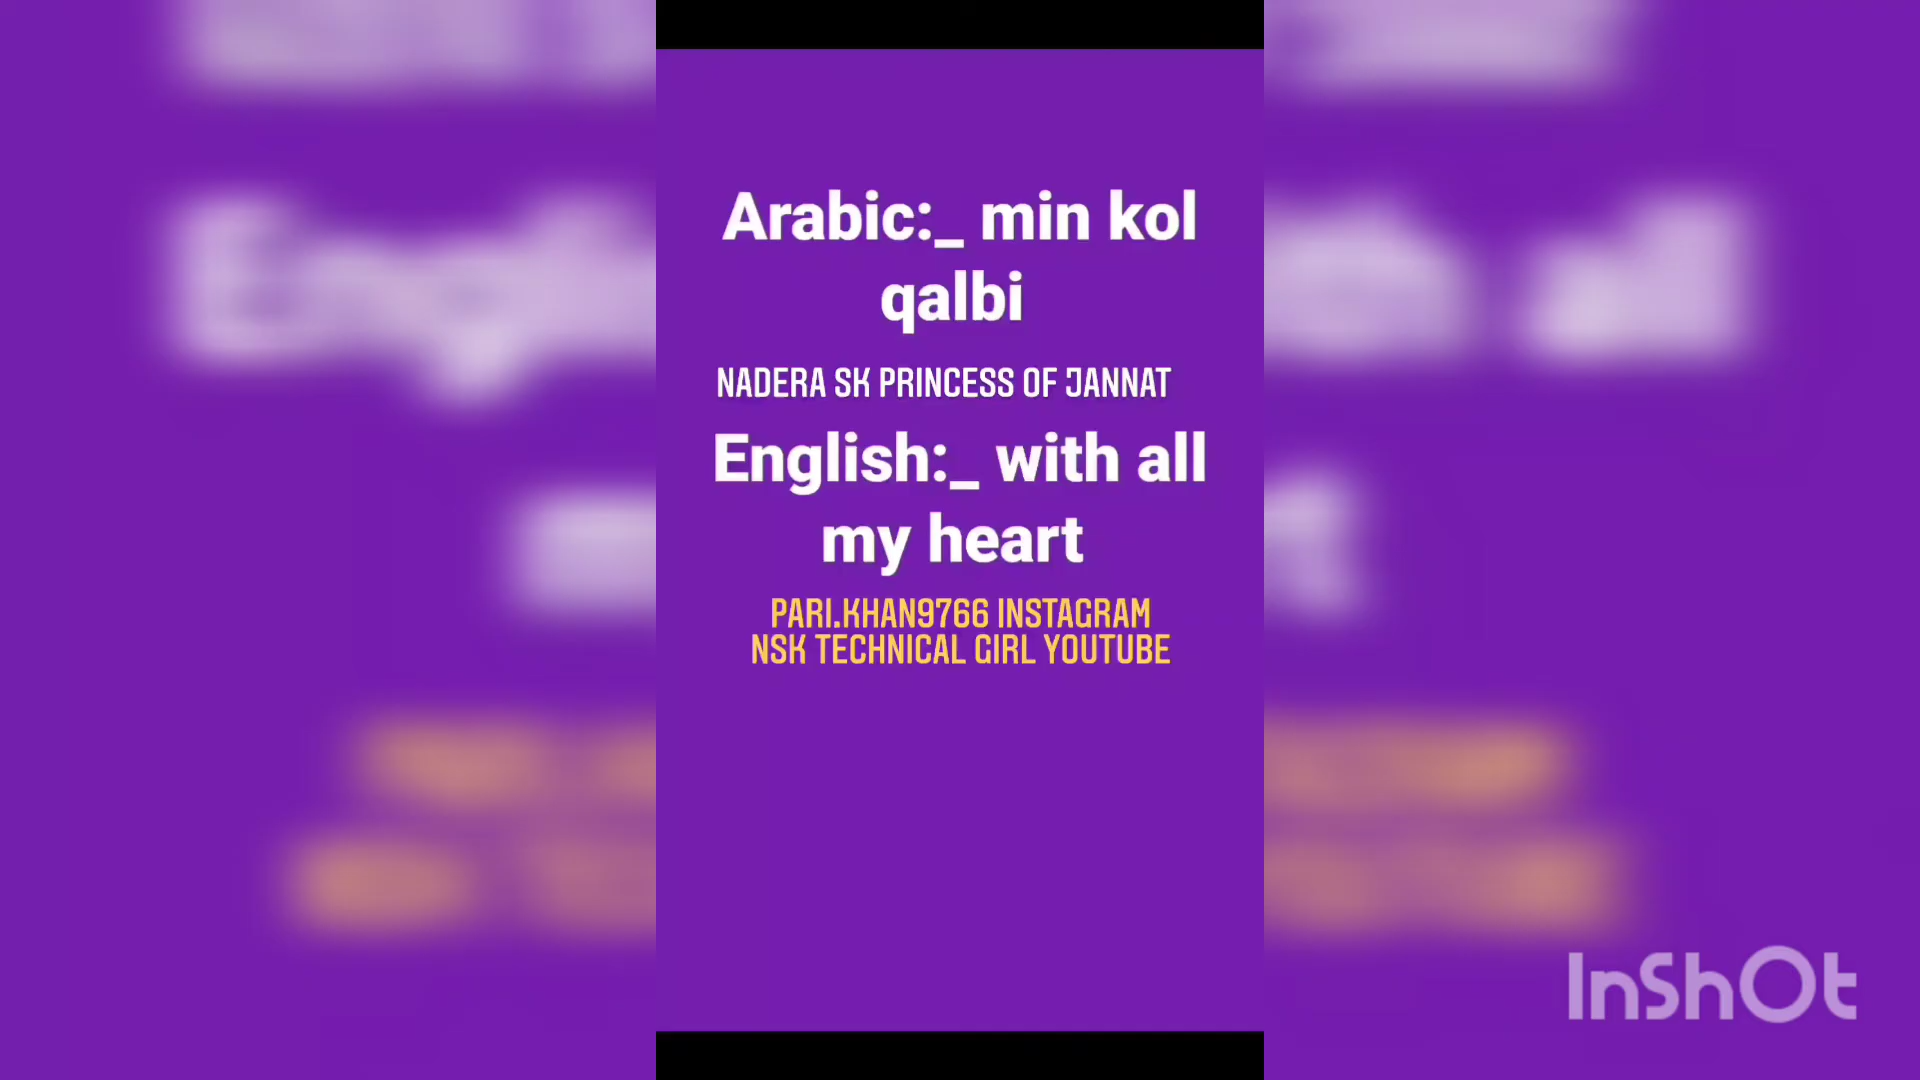 Arabic:_ min kol
qalbi
NADERA SK PRINCESS OF JANNAT
English:_ with all
my heart
PARI.KHAN9766 INSTAGRAM
NSK TECHNICAL GIRL YOUTUBE
InShOt